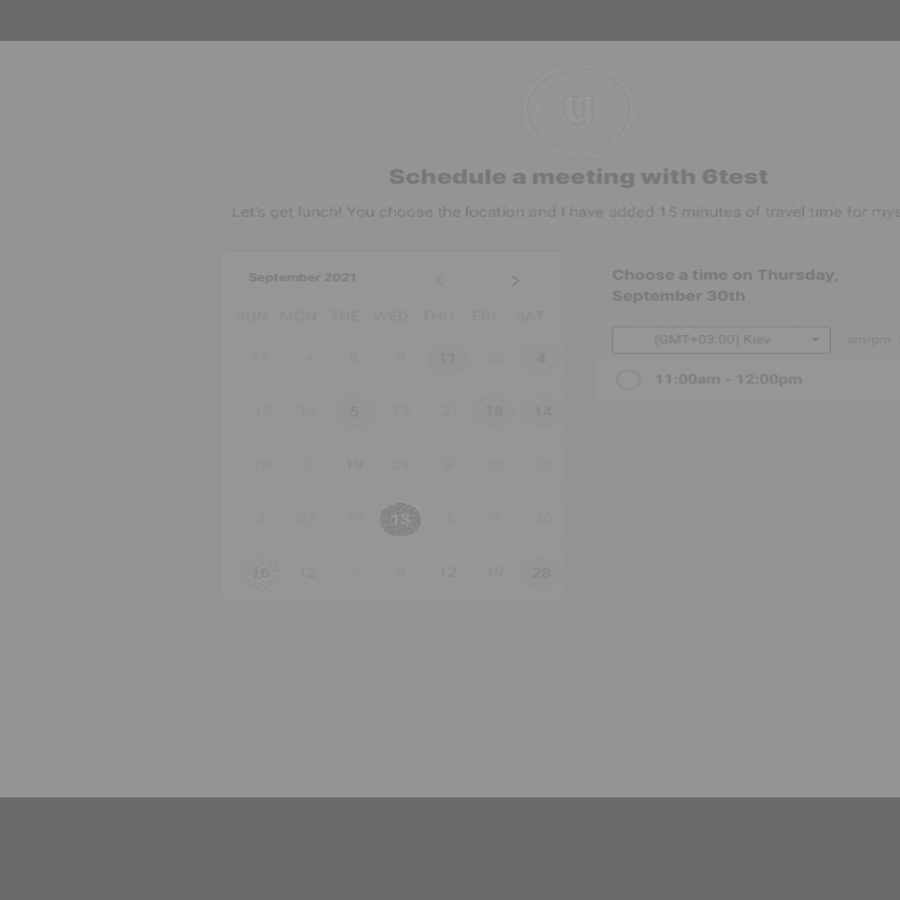 u
Schedule a meeting with 6test
Let's get lunch! You choose the location and I have added 15 minutes of travel time for mys
September 2021 < >
SUN MON TUE WED THU FRI SAT
15 4 8 9 11 22 4
13 14 5 15 27 18 14
18 2 19 29 31 23
3 23 11 13 6 3 30
16 12 6 9 12 19 28
Choose a time on Thursday,
September 30th
(GMT+03:00) Kiev am/pm
11:00am - 12:00pm